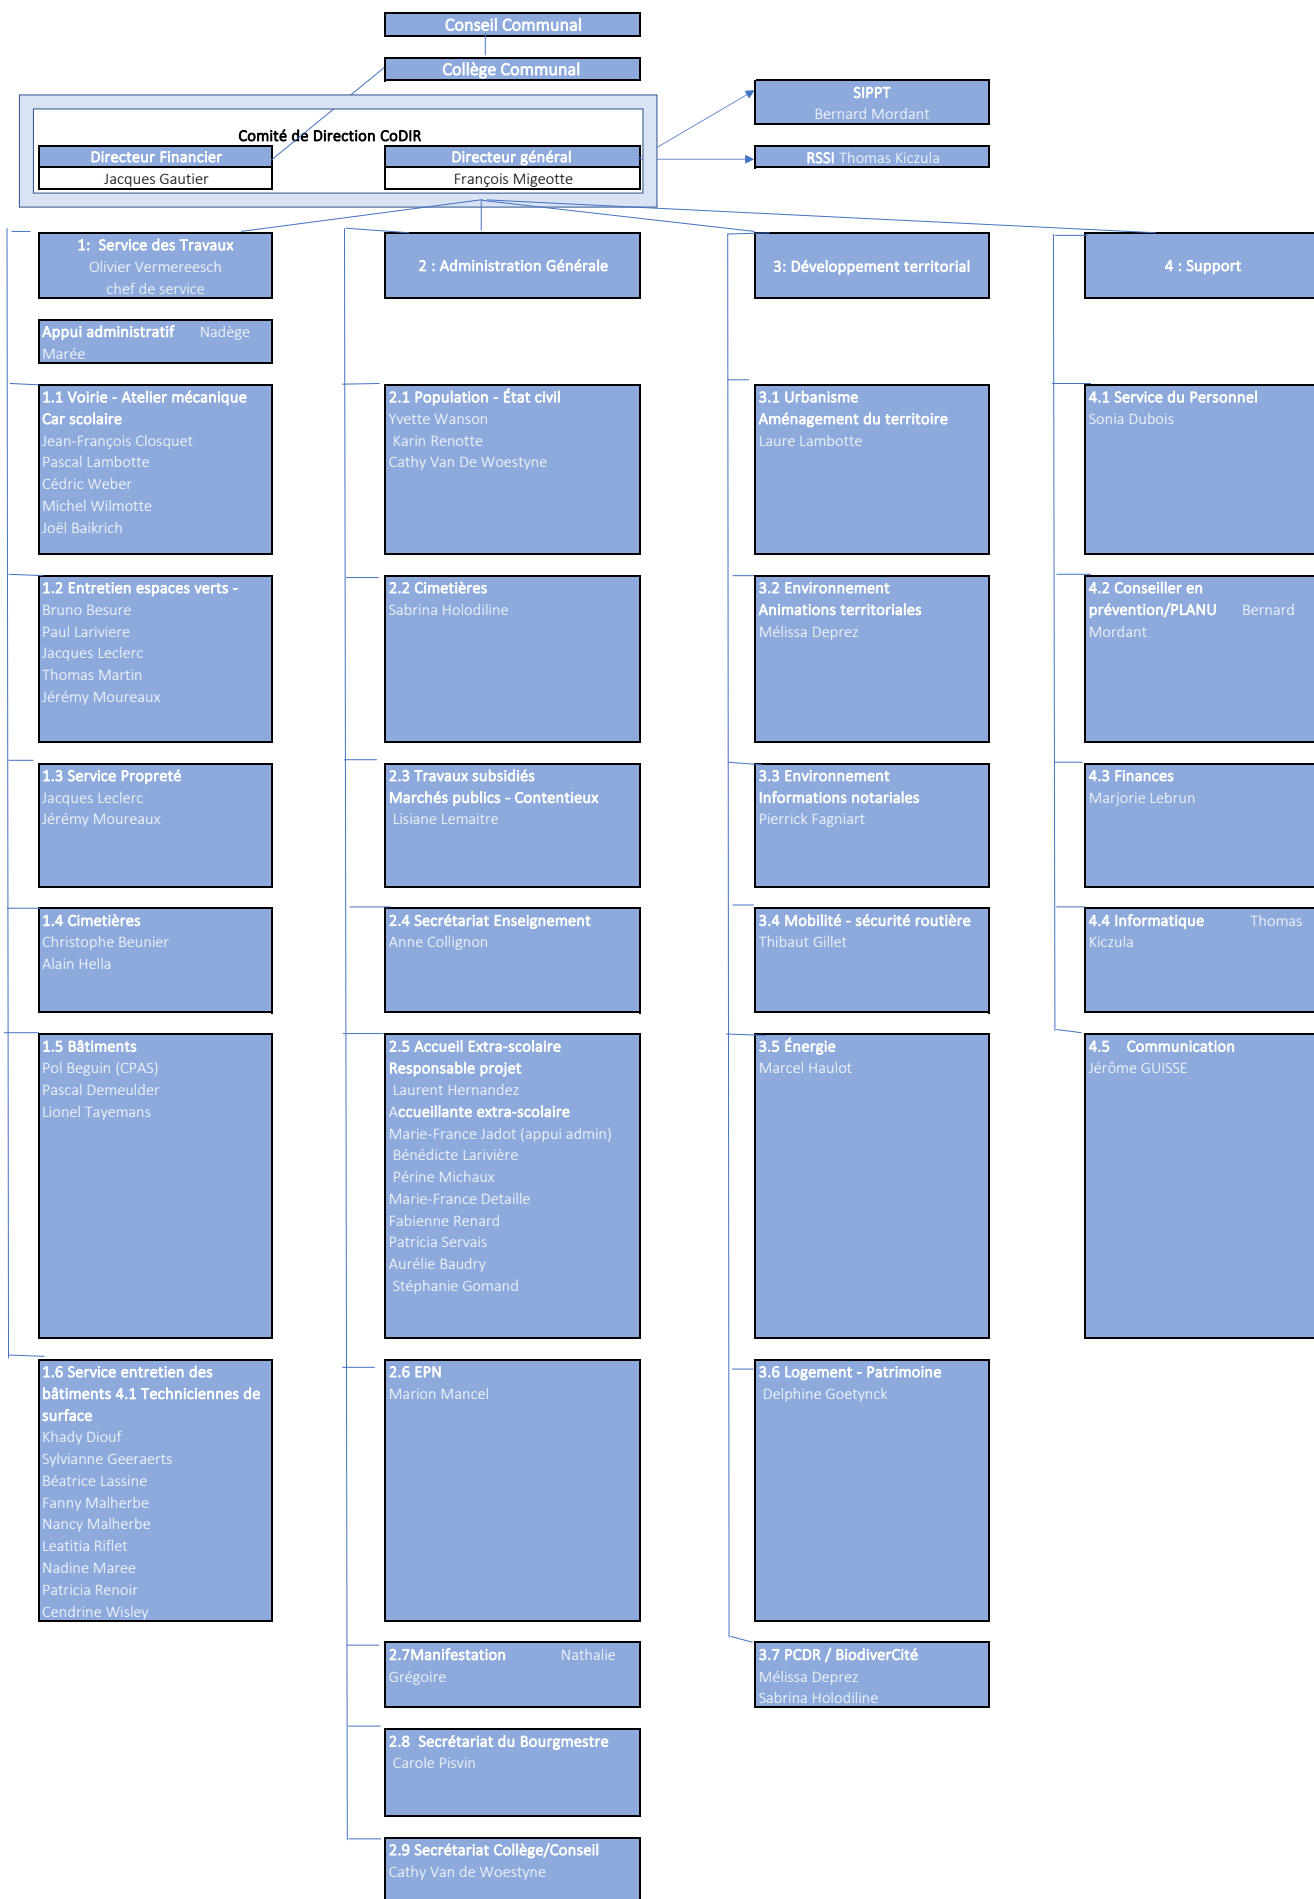 Conseil Communal
Collège Communal
SIPPT
Bernard Mordant
Comité de Direction CoDIR
Directeur Financier
Jacques Gautier
Directeur général
François Migeotte
RSSI Thomas Kiczula
1:  Service des Travaux
Olivier Vermereesch
chef de service
2 : Administration Générale
3: Développement territorial
4 : Support
Appui administratif Nadège
Marée
1.1 Voirie - Atelier mécanique
Car scolaire
Jean-François Closquet
Pascal Lambotte
Cédric Weber
Michel Wilmotte
Joël Baikrich
2.1 Population - État civil
Yvette Wanson
Karin Renotte
Cathy Van De Woestyne
3.1 Urbanisme
Aménagement du territoire
Laure Lambotte
4.1 Service du Personnel
Sonia Dubois
1.2 Entretien espaces verts -
Bruno Besure
Paul Lariviere
Jacques Leclerc
Thomas Martin
Jérémy Moureaux
2.2 Cimetières
Sabrina Holodiline
3.2 Environnement
Animations territoriales
Mélissa Deprez
4.2 Conseiller en
prévention/PLANU Bernard
Mordant
1.3 Service Propreté
Jacques Leclerc
Jérémy Moureaux
2.3 Travaux subsidiés
Marchés publics - Contentieux
Lisiane Lemaitre
3.3 Environnement
Informations notariales
Pierrick Fagniart
4.3 Finances
Marjorie Lebrun
1.4 Cimetières
Christophe Beunier
Alain Hella
2.4 Secrétariat Enseignement
Anne Collignon
3.4 Mobilité - sécurité routière
Thibaut Gillet
4.4 Informatique Thomas
Kiczula
1.5 Bâtiments
Pol Beguin (CPAS)
Pascal Demeulder
Lionel Tayemans
2.5 Accueil Extra-scolaire
Responsable projet
Laurent Hernandez
Accueillante extra-scolaire
Marie-France Jadot (appui admin)
Bénédicte Larivière
Périne Michaux
Marie-France Detaille
Fabienne Renard
Patricia Servais
Aurélie Baudry
Stéphanie Gomand
3.5 Énergie
Marcel Haulot
4.5 Communication
Jérôme GUISSE
1.6 Service entretien des
bâtiments 4.1 Techniciennes de
surface
Khady Diouf
Sylvianne Geeraerts
Béatrice Lassine
Fanny Malherbe
Nancy Malherbe
Leatitia Riflet
Nadine Maree
Patricia Renoir
Cendrine Wisley
2.6 EPN
Marion Mancel
3.6 Logement - Patrimoine
Delphine Goetynck
2.7Manifestation Nathalie
Grégoire
3.7 PCDR / BiodiverCité
Mélissa Deprez
Sabrina Holodiline
2.8  Secrétariat du Bourgmestre
Carole Pisvin
2.9 Secrétariat Collège/Conseil
Cathy Van de Woestyne